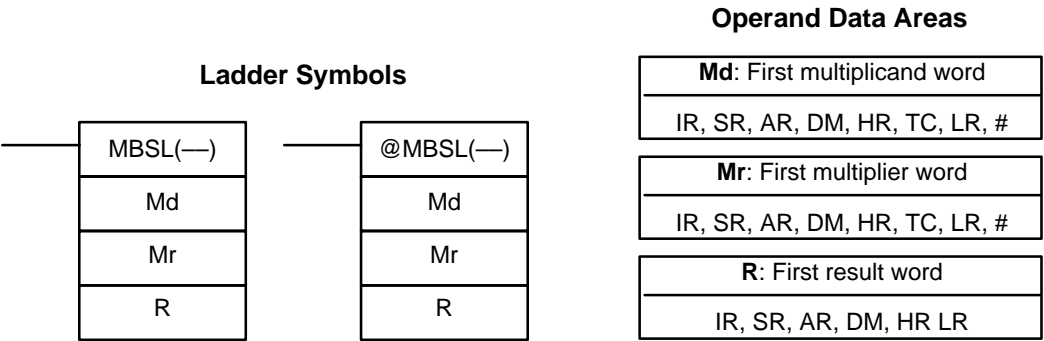 Ladder Symbols
MBSL(––)
Md
Mr
R
@MBSL(––)
Md
Mr
R
Operand Data Areas
Md: First multiplicand word
IR, SR, AR, DM, HR, TC, LR, #
Mr: First multiplier word
IR, SR, AR, DM, HR, TC, LR, #
R: First result word
IR, SR, AR, DM, HR LR